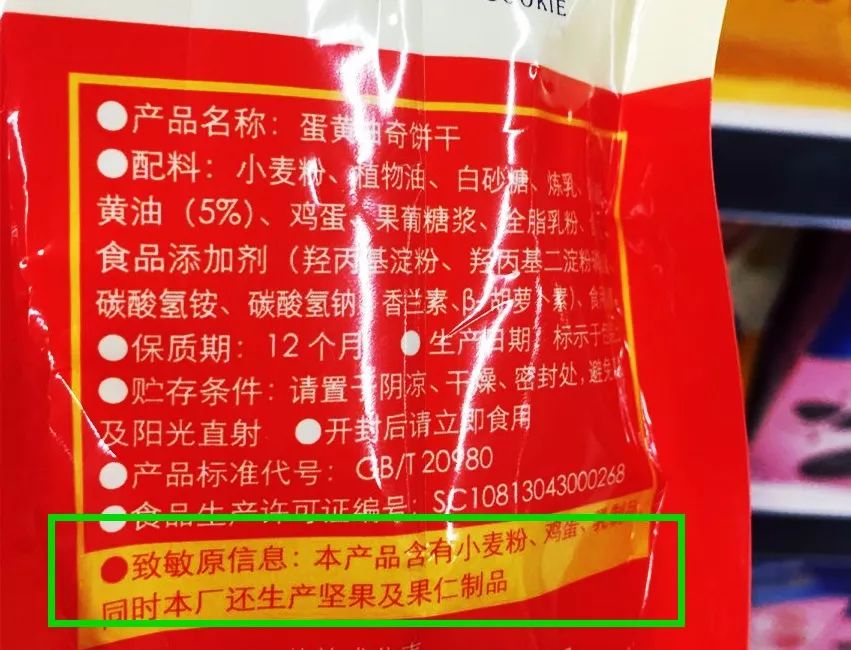 COOKIE
●产品名称：蛋黄曲奇饼干
●配料：小麦粉、植物油、白砂糖、炼乳、
黄油（5%）、鸡蛋、果葡糖浆、全脂乳粉、
食品添加剂（羟丙基淀粉、羟丙基二淀粉
碳酸氢铵、碳酸氢钠、香兰素、β-胡萝卜素）、食
●保质期：12个月 ●生产日期：标示于包
●贮存条件：请置于阴凉、干燥、密封处，避免
及阳光直射 ●开封后请立即食用
●产品标准代号：GB/T 20980
●食品生产许可证编号：SC10813043000268
●致敏原信息：本产品含有小麦粉、鸡蛋、乳制品
同时本厂还生产坚果及果仁制品